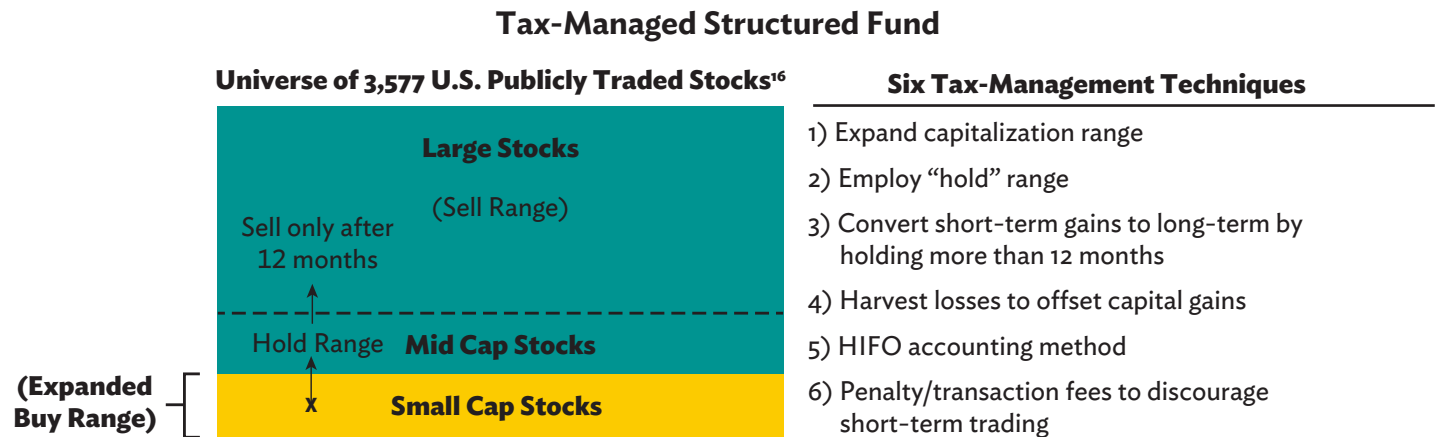 Tax-Managed Structured Fund
Universe of 3,577 U.S. Publicly Traded Stocks¹⁶
Large Stocks
(Sell Range)
Sell only after
12 months
Hold Range
Mid Cap Stocks
(Expanded
Buy Range)
x
Small Cap Stocks
Six Tax-Management Techniques
1) Expand capitalization range
2) Employ “hold” range
3) Convert short-term gains to long-term by
holding more than 12 months
4) Harvest losses to offset capital gains
5) HIFO accounting method
6) Penalty/transaction fees to discourage
short-term trading